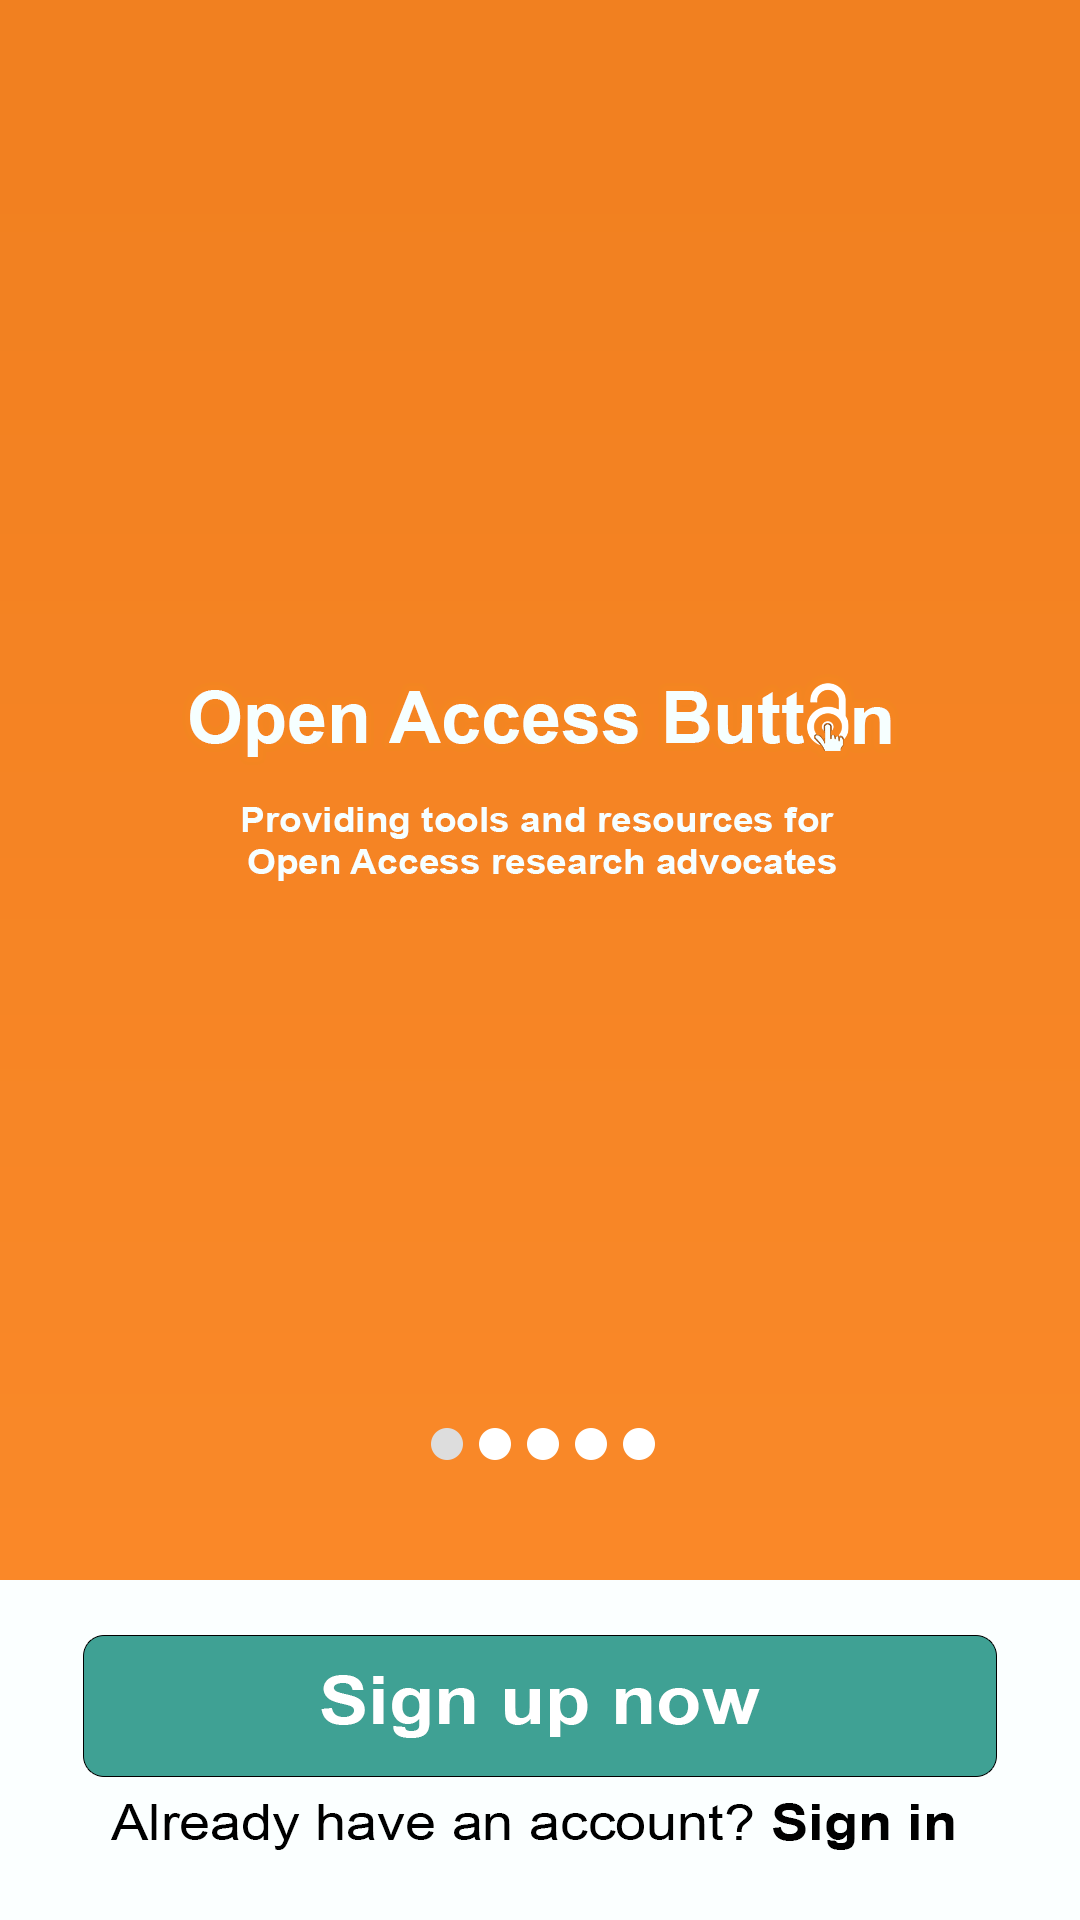 Open Access Button
Providing tools and resources for
Open Access research advocates
Sign up now
Already have an account? Sign in